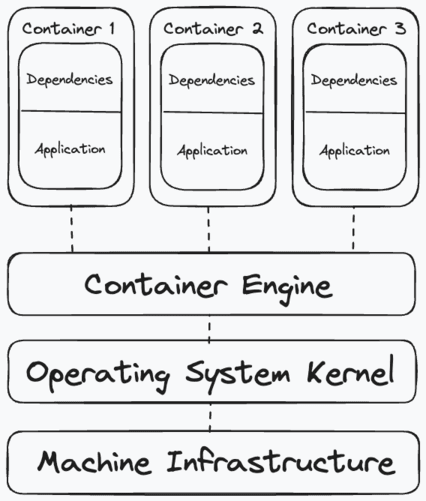 Container 1
Container 2
Container 3
Dependencies
Dependencies
Dependencies
Application
Application
Application
Container Engine
Operating System Kernel
Machine Infrastructure